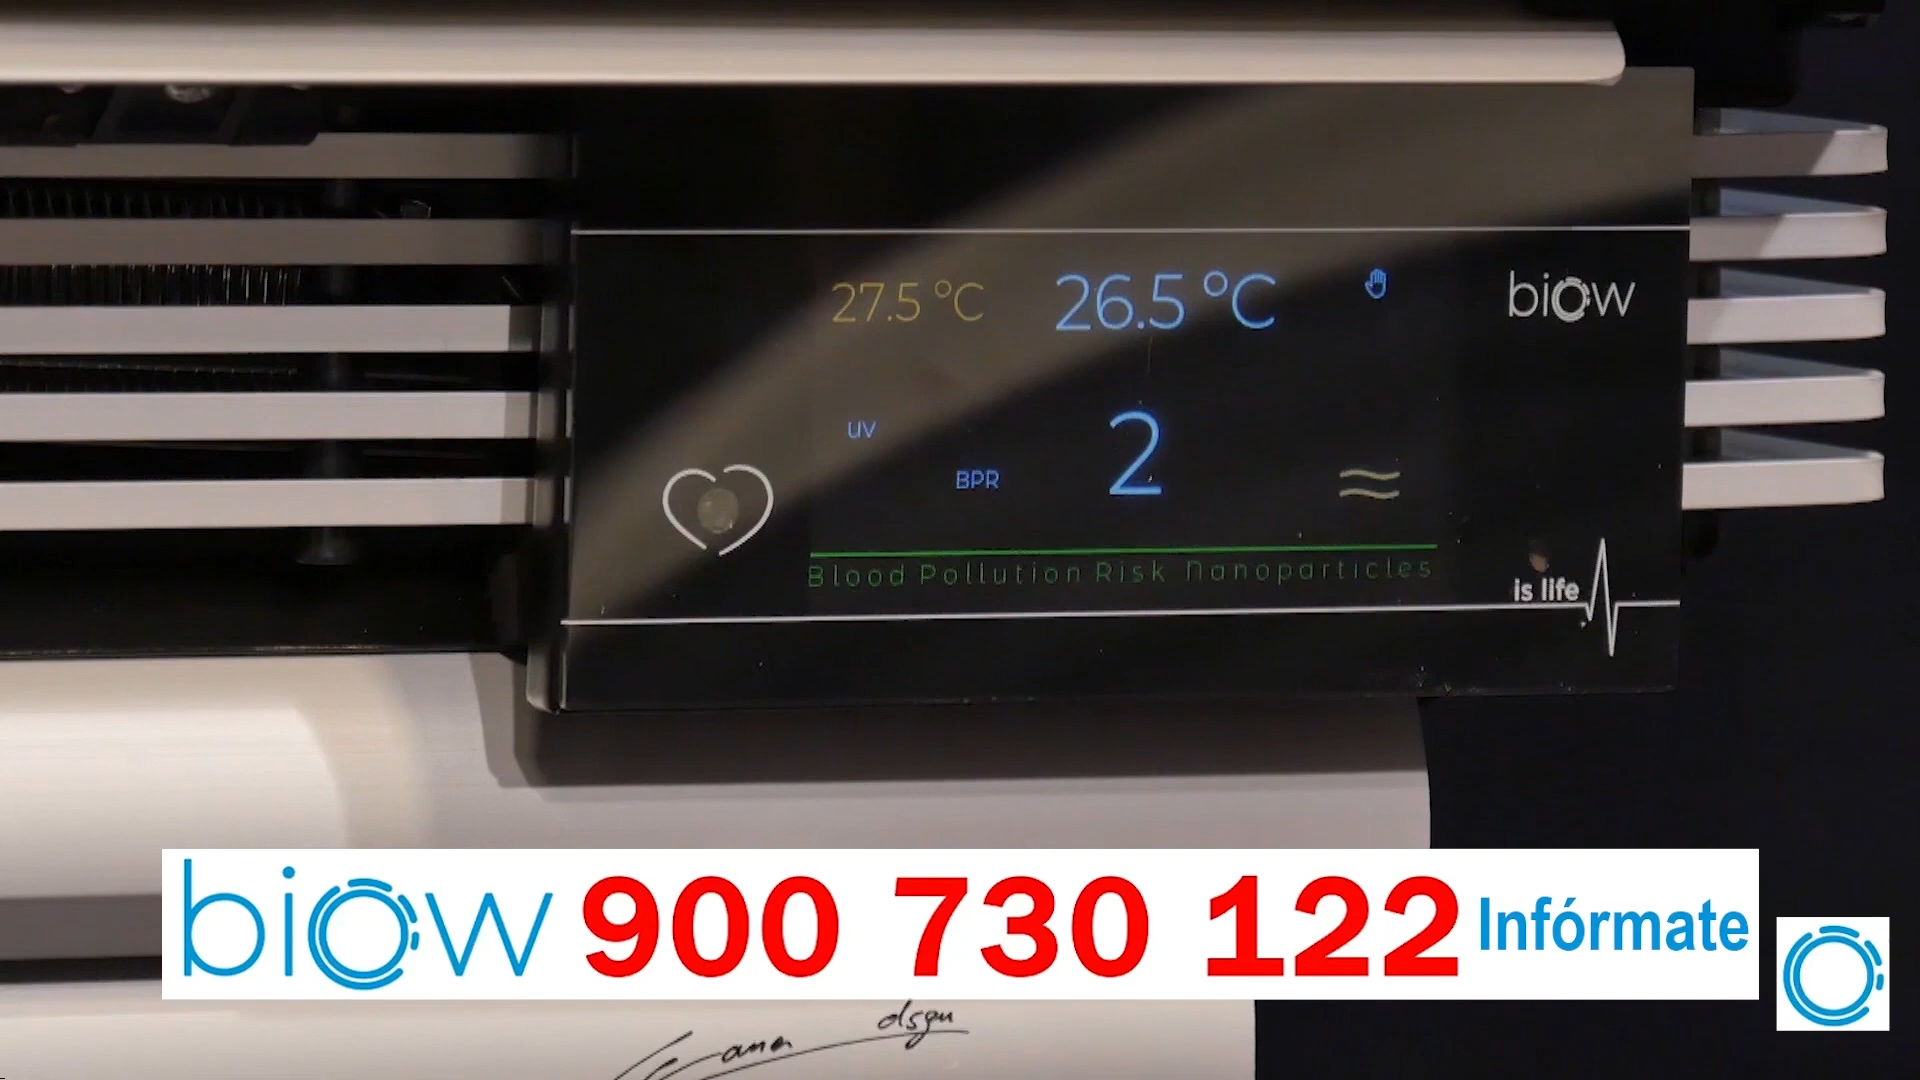 27.5 °C 26.5 °C
biow
UV
BPR 2
Blood Pollution Risk Nanoparticles
is life
biow 900 730 122 Infórmate
dsgn